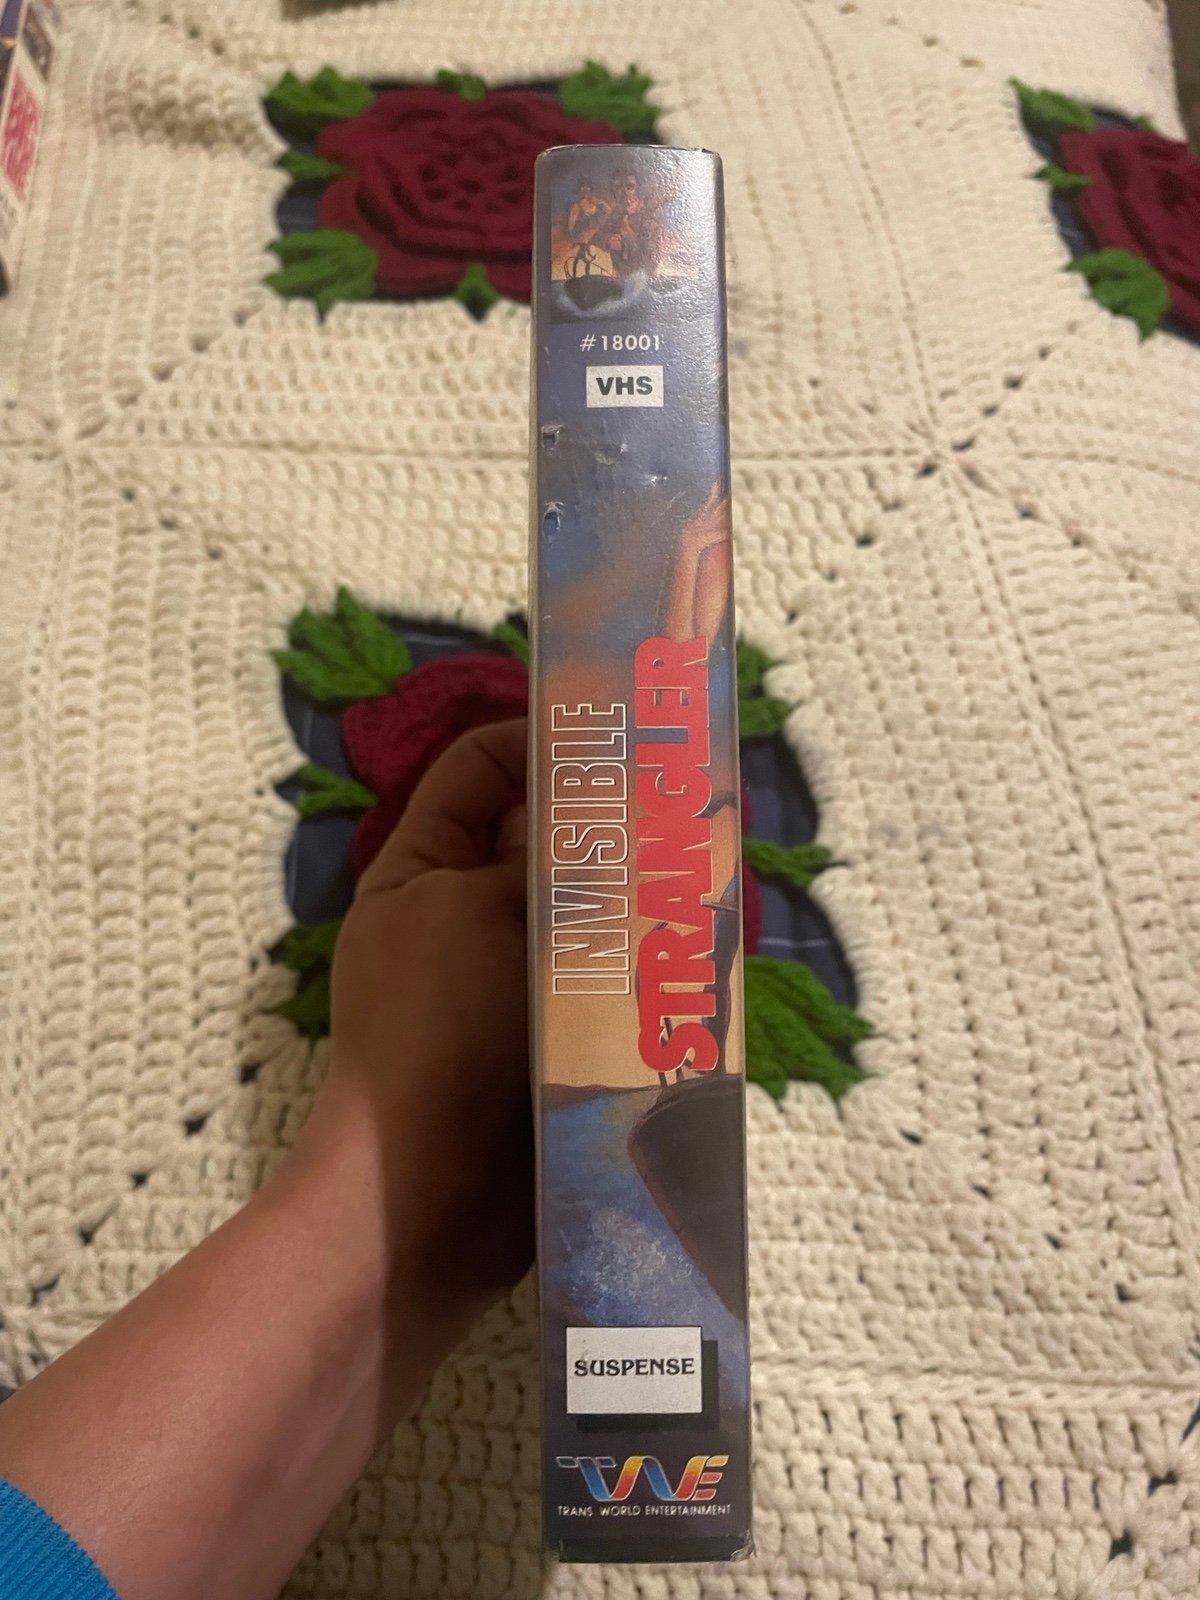 #18001
VHS
INVISIBLE
STRANGLER
SUSPENSE
TWE
TRANS WORLD ENTERTAINMENT